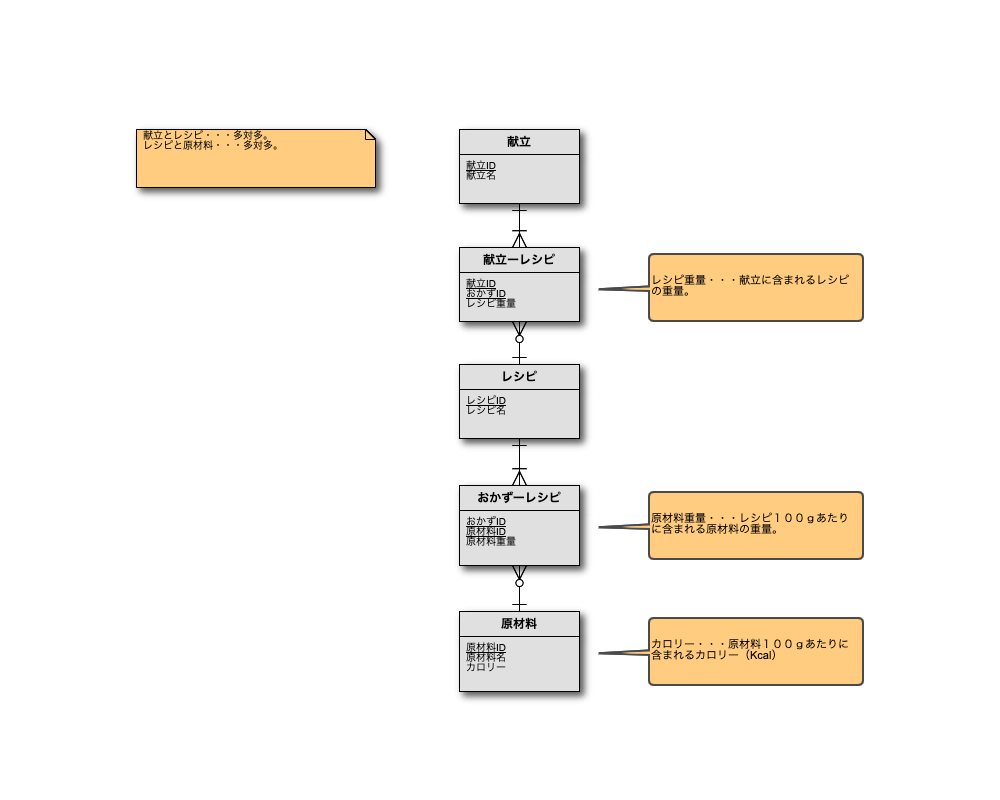 献立とレシピ・・・多対多。
レシピと原材料・・・多対多。
献立
献立ID
献立名
献立ーレシピ
献立ID
おかずID
レシピ重量
レシピ重量・・・献立に含まれるレシピ
の重量。
レシピ
レシピID
レシピ名
おかずーレシピ
おかずID
原材料ID
原材料重量
原材料重量・・・レシピ１００ｇあたり
に含まれる原材料の重量。
原材料
原材料ID
原材料名
カロリー
カロリー・・・原材料１００ｇあたりに
含まれるカロリー（Kcal）